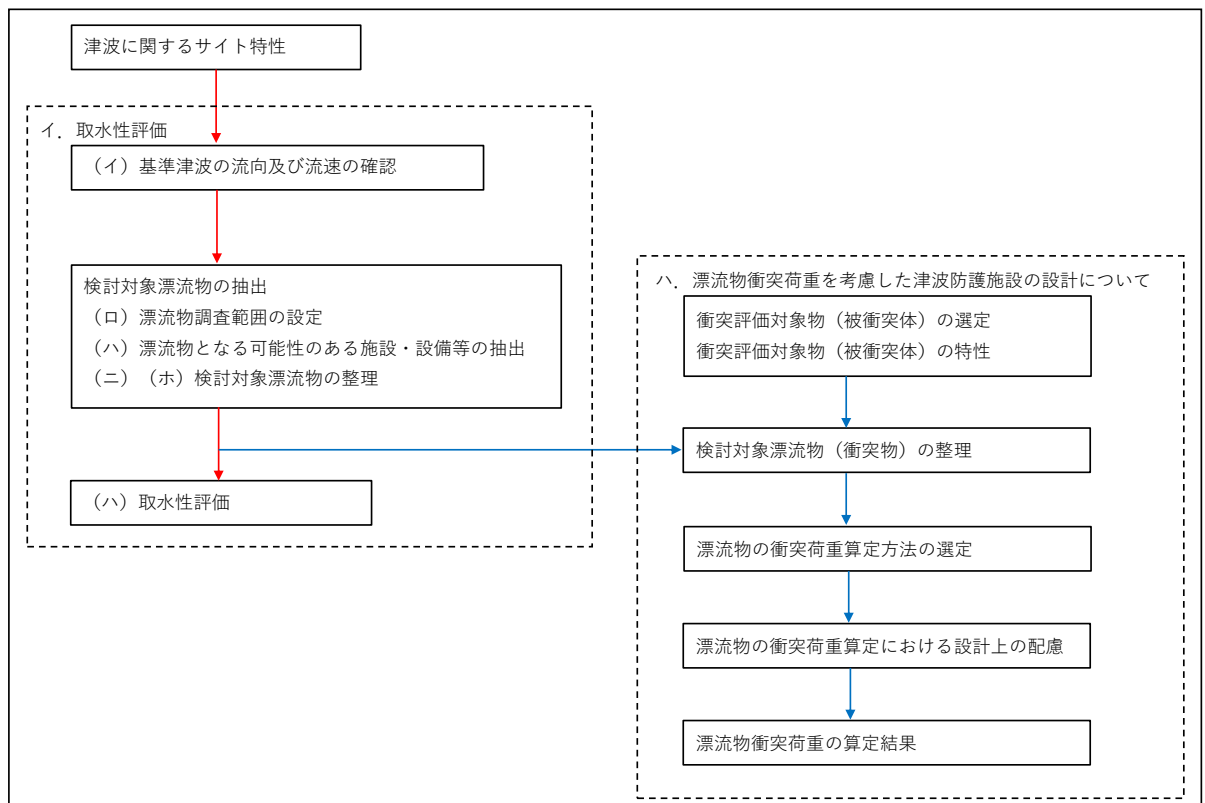 津波に関するサイト特性
イ．取水性評価
（イ）基準津波の流向及び流速の確認
検討対象漂流物の抽出
（ロ）漂流物調査範囲の設定
（ハ）漂流物となる可能性のある施設・設備等の抽出
（ニ）（ホ）検討対象漂流物の整理
（ハ）取水性評価
ハ．漂流物衝突荷重を考慮した津波防護施設の設計について
衝突評価対象物（被衝突体）の選定
衝突評価対象物（被衝突体）の特性
検討対象漂流物（衝突物）の整理
漂流物の衝突荷重算定方法の選定
漂流物の衝突荷重算定における設計上の配慮
漂流物衝突荷重の算定結果